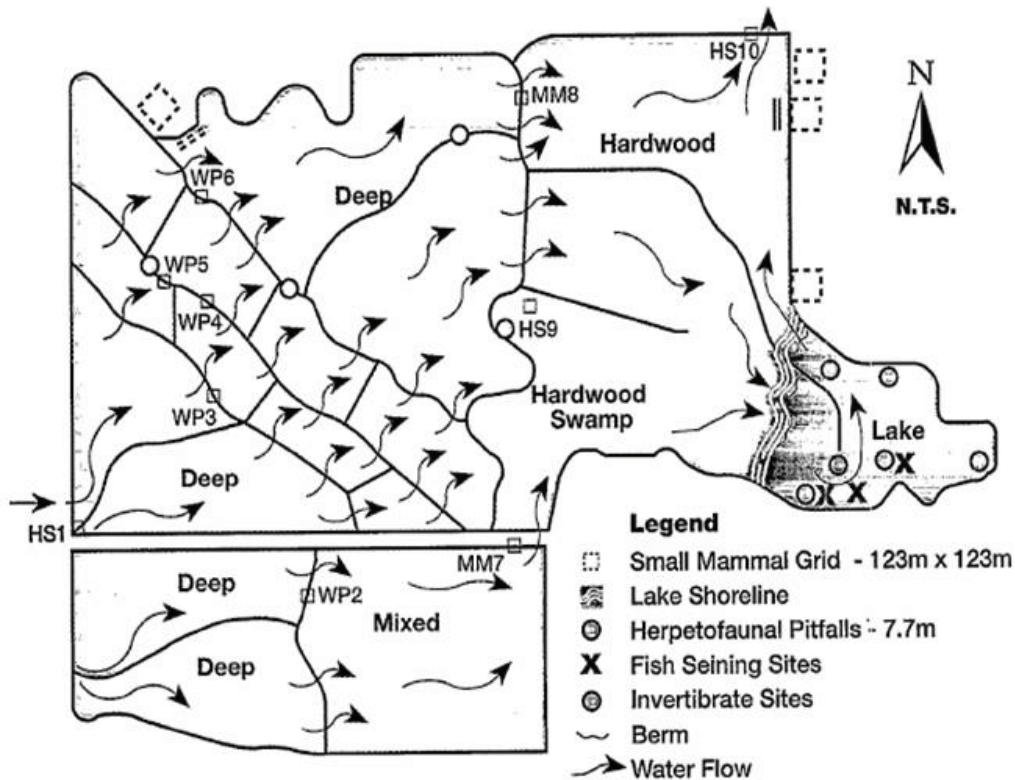 HS10
N
MM8
Hardwood
WP6
Deep
N.T.S.
WP5
WP4
HS9
WP3
Hardwood
Swamp
Lake
Deep
HS1
Legend
MM7
Small Mammal Grid - 123m x 123m
Deep
WP2
Mixed
Lake Shoreline
Herpetofaunal Pitfalls - 7.7m
Deep
Fish Seining Sites
Invertibrate Sites
Berm
Water Flow